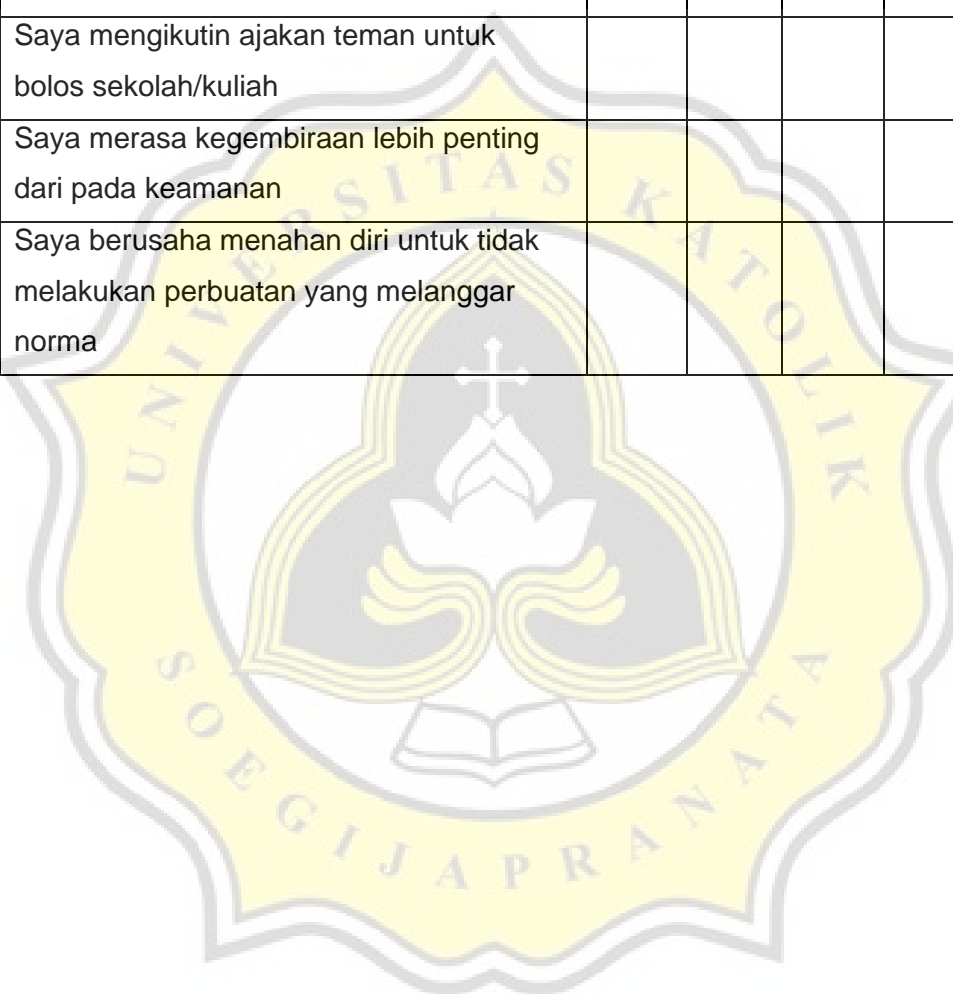 Saya mengikutin ajakan teman untuk
bolos sekolah/kuliah
Saya merasa kegembiraan lebih penting
dari pada keamanan
Saya berusaha menahan diri untuk tidak
melakukan perbuatan yang melanggar
norma
UNIVERSITAS KATOLIK
SOEGIJAPRANATA